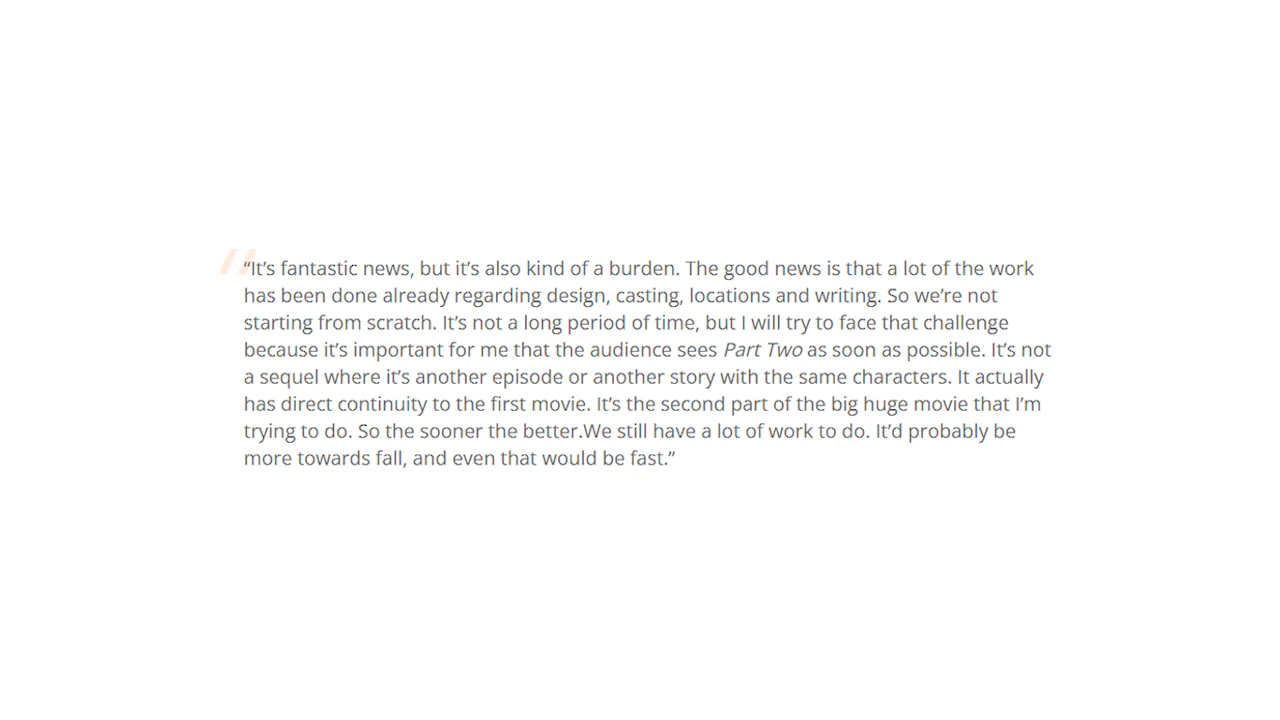 “It’s fantastic news, but it’s also kind of a burden. The good news is that a lot of the work
has been done already regarding design, casting, locations and writing. So we’re not
starting from scratch. It’s not a long period of time, but I will try to face that challenge
because it’s important for me that the audience sees Part Two as soon as possible. It’s not
a sequel where it’s another episode or another story with the same characters. It actually
has direct continuity to the first movie. It’s the second part of the big huge movie that I’m
trying to do. So the sooner the better.We still have a lot of work to do. It’d probably be
more towards fall, and even that would be fast.”